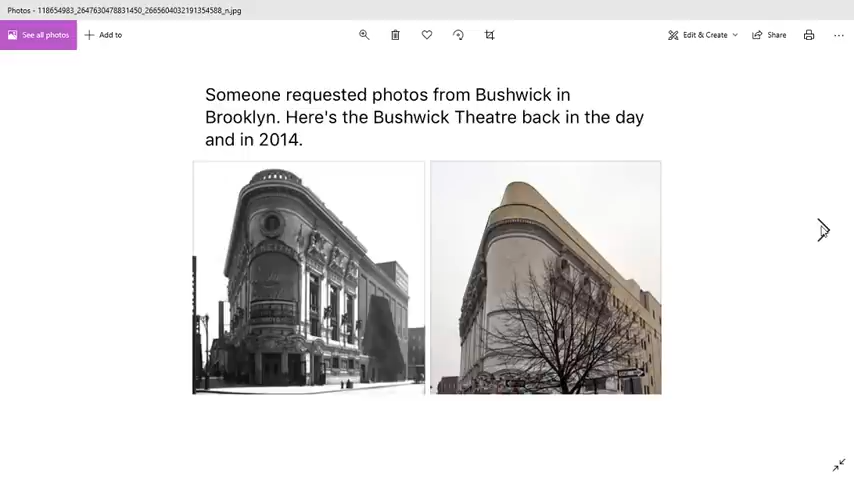 Photos - 118654983_2647630478831450_2665604032191354588_n.jpg
See all photos
Add to
Edit & Create
Share
Someone requested photos from Bushwick in
Brooklyn. Here's the Bushwick Theatre back in the day
and in 2014.